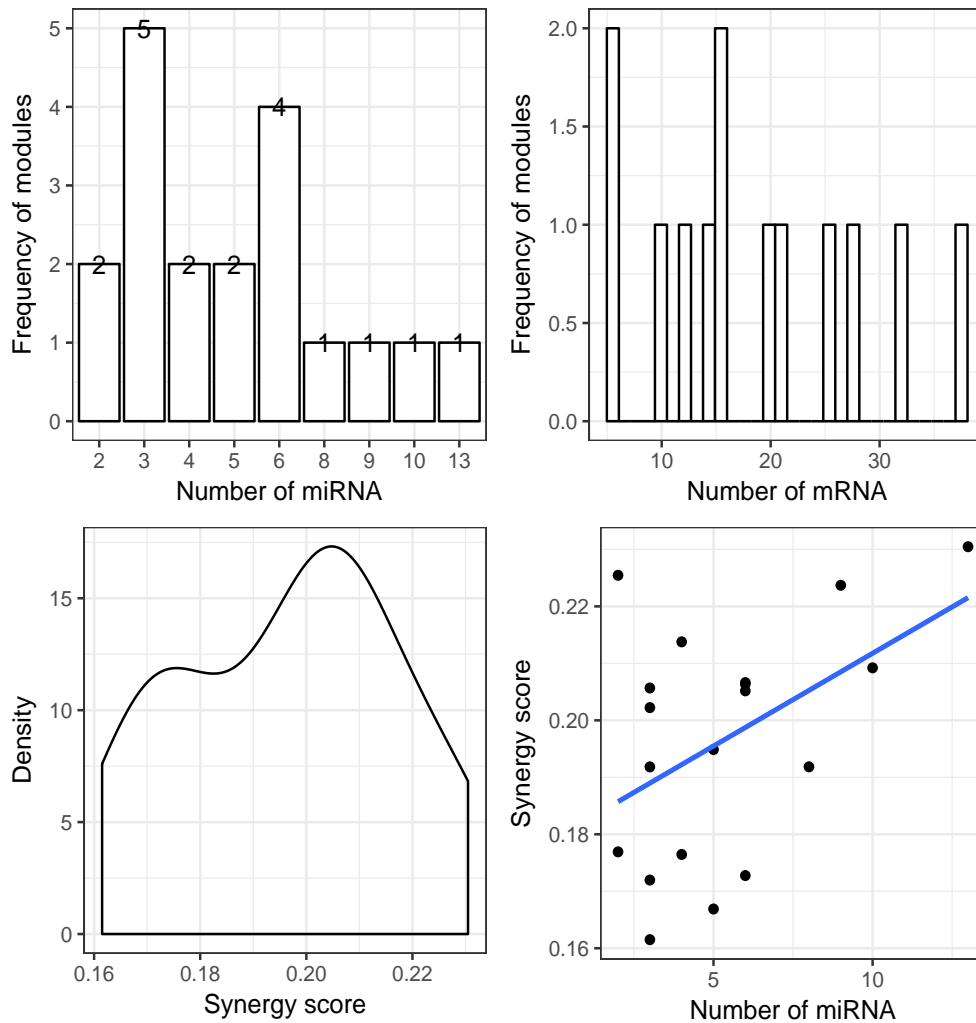 Frequency of modules
5
4
3
2
1
0
2
5
2
2
4
1
1
1
1
2 3 4 5 6 8 9 10 13
Number of miRNA
Frequency of modules
2.0
1.5
1.0
0.5
0.0
10 20 30
Number of mRNA
Density
15
10
5
0
0.16 0.18 0.20 0.22
Synergy score
Synergy score
0.22
0.20
0.18
0.16
5 10
Number of miRNA